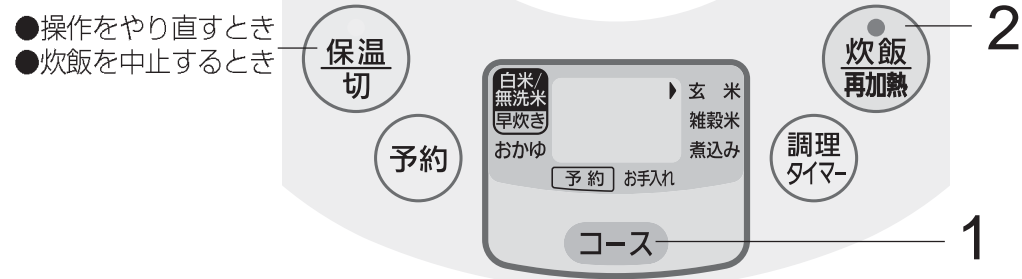 ●操作をやり直すとき
●炊飯を中止するとき
保温
切
予約
白米/
無洗米
早炊き
おかゆ
玄 米
雑穀米
煮込み
予 約 お手入れ
コース
炊飯
再加熱
調理
タイマー
2
1